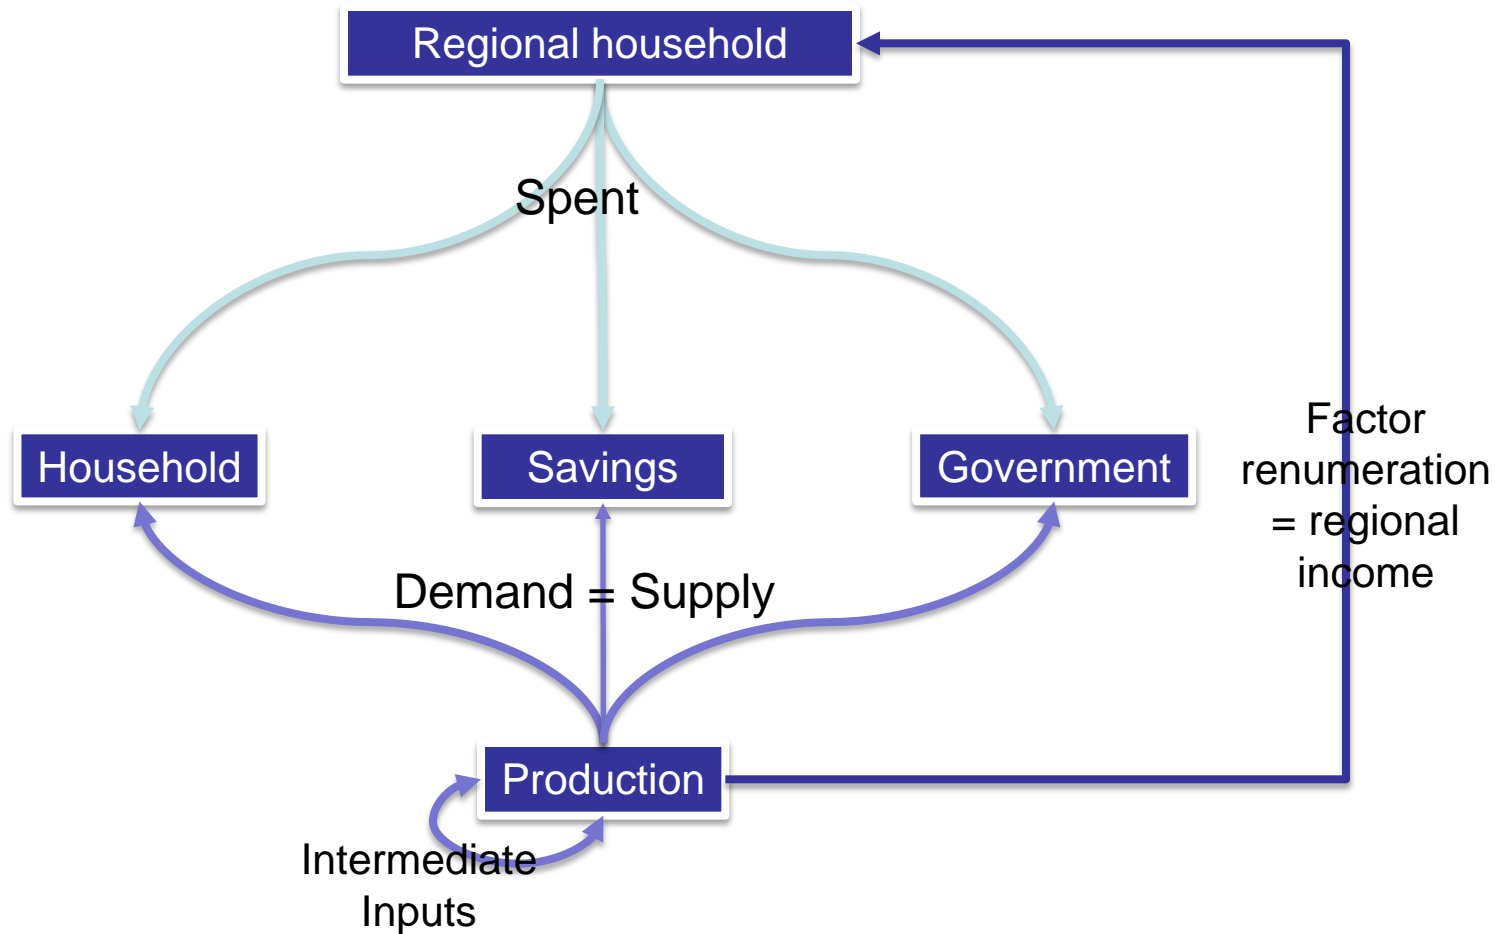 Regional household
Spent
Household
Savings
Government
Factor
renumeration
= regional
income
Demand = Supply
Production
Intermediate
Inputs